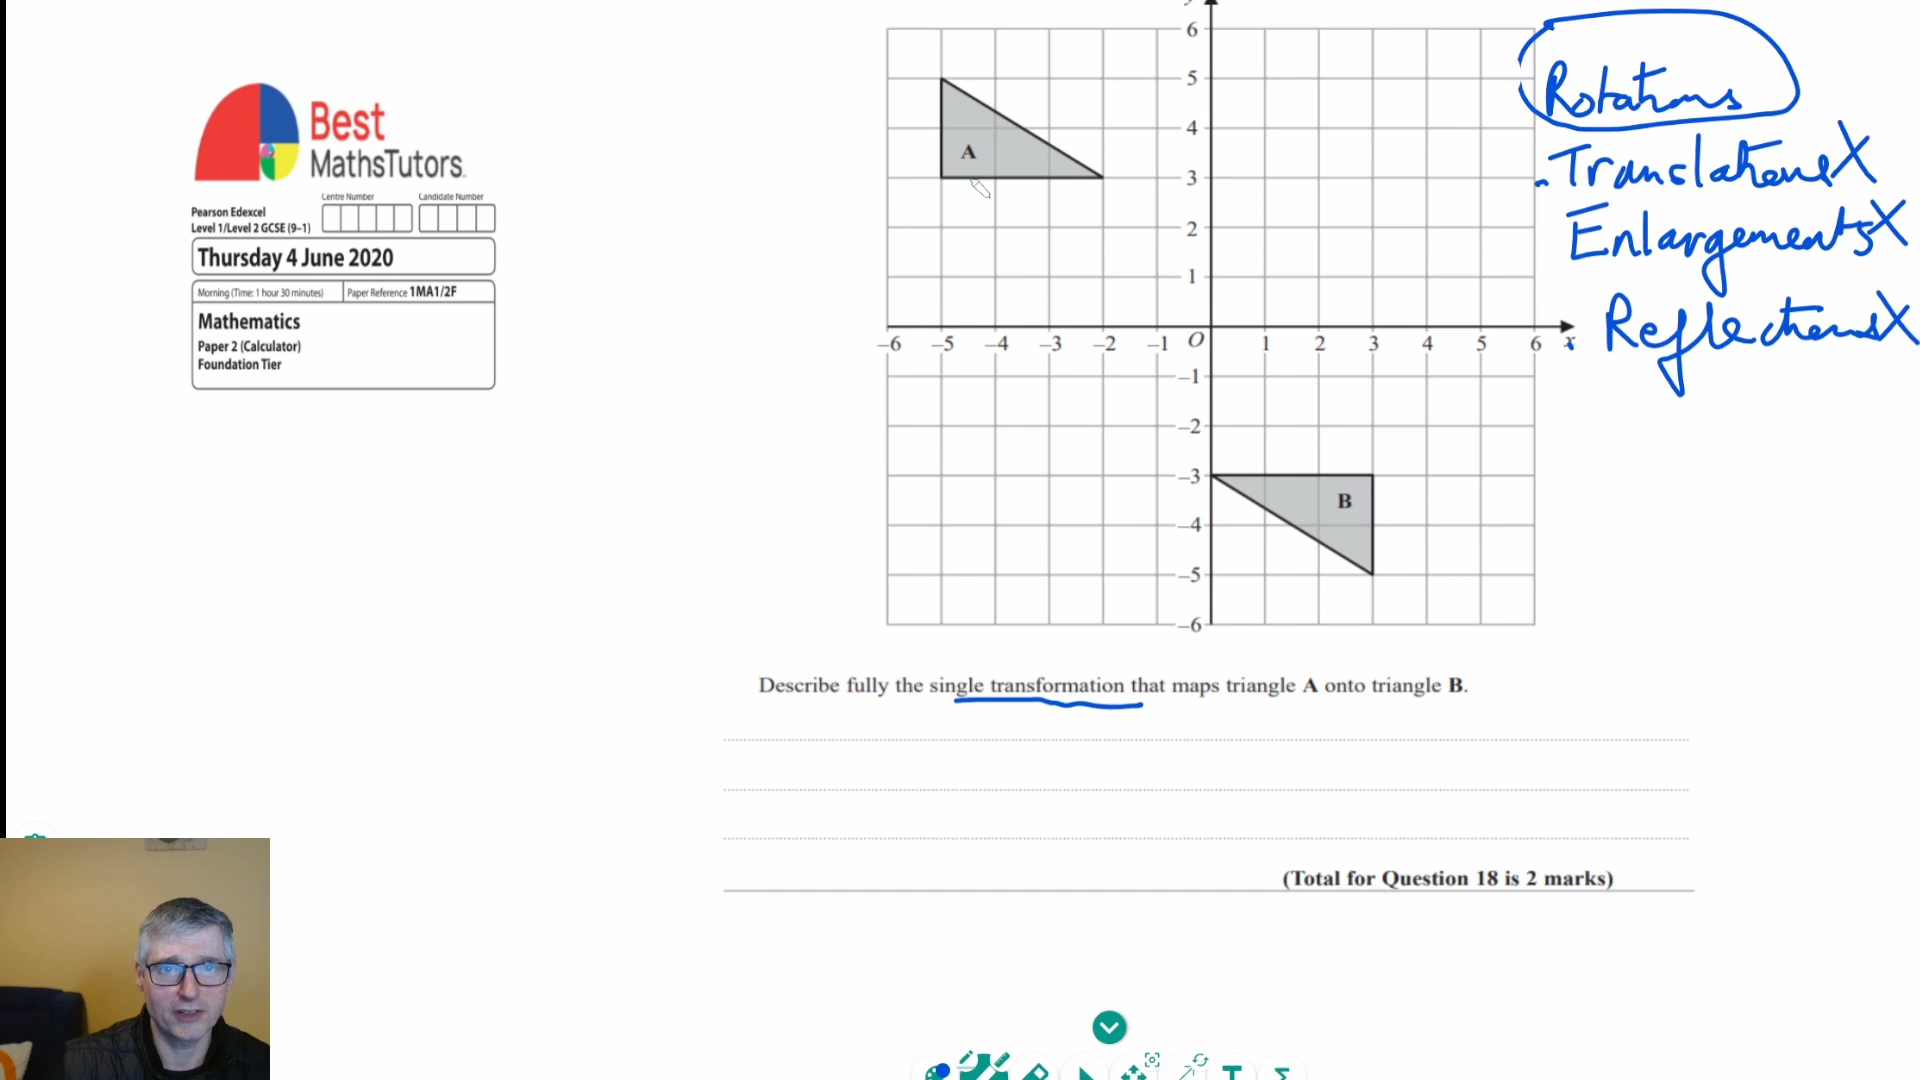 y
6
5
4
3
2
1
–6 –5 –4 –3 –2 –1 O 1 2 3 4 5 6 x
–1
–2
–3
–4
–5
–6
A
B
Rotations
Translations X
Enlargements X
Reflections X
Best
MathsTutors.
Centre Number Candidate Number
Pearson Edexcel
Level 1/Level 2 GCSE (9–1)
Thursday 4 June 2020
Morning (Time: 1 hour 30 minutes) Paper Reference 1MA1/2F
Mathematics
Paper 2 (Calculator)
Foundation Tier
Describe fully the single transformation that maps triangle A onto triangle B.
(Total for Question 18 is 2 marks)
T Σ